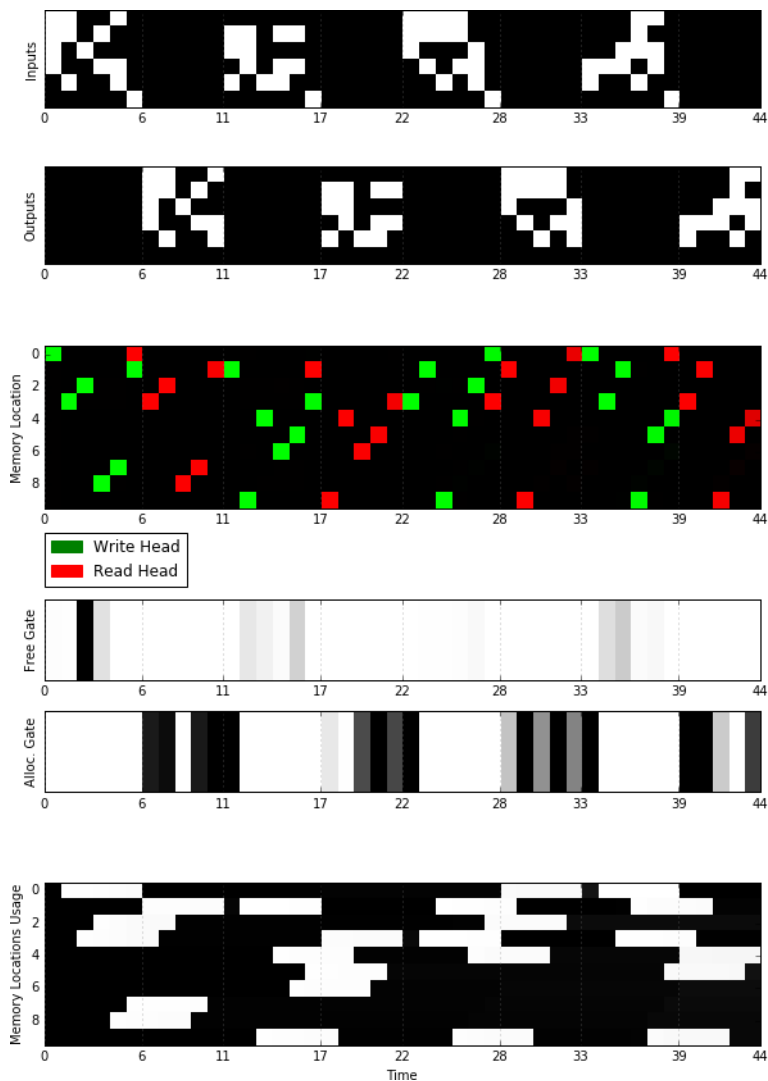 Inputs
0 6 11 17 22 28 33 39 44
Outputs
0 6 11 17 22 28 33 39 44
Memory Location
0
2
4
6
8
0 6 11 17 22 28 33 39 44
Write Head
Read Head
Free Gate
0 6 11 17 22 28 33 39 44
Alloc. Gate
0 6 11 17 22 28 33 39 44
Memory Locations Usage
0
2
4
6
8
0 6 11 17 22 28 33 39 44
Time